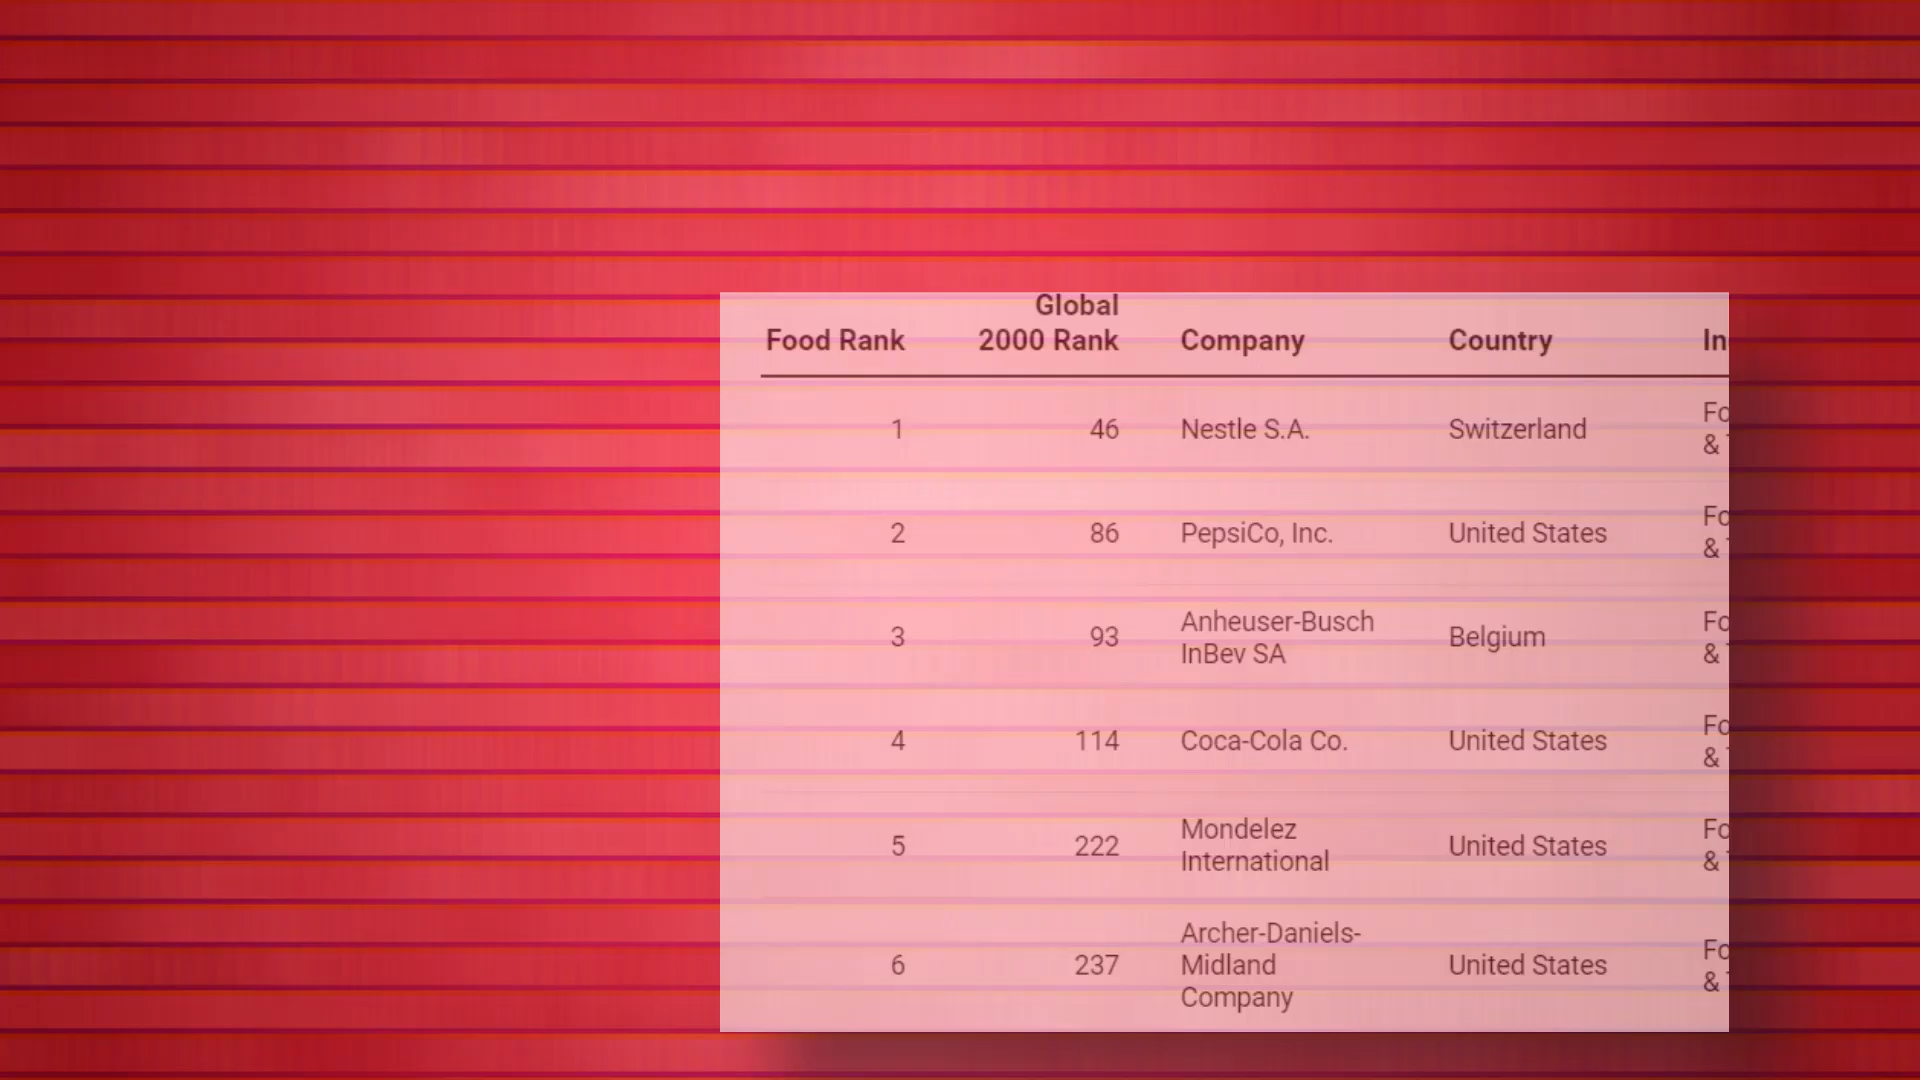 Global
Food Rank 2000 Rank Company Country
1 46 Nestle S.A. Switzerland
2 86 PepsiCo, Inc. United States
3 93 Anheuser-Busch InBev SA Belgium
4 114 Coca-Cola Co. United States
5 222 Mondelez International United States
6 237 Archer-Daniels-Midland Company United States